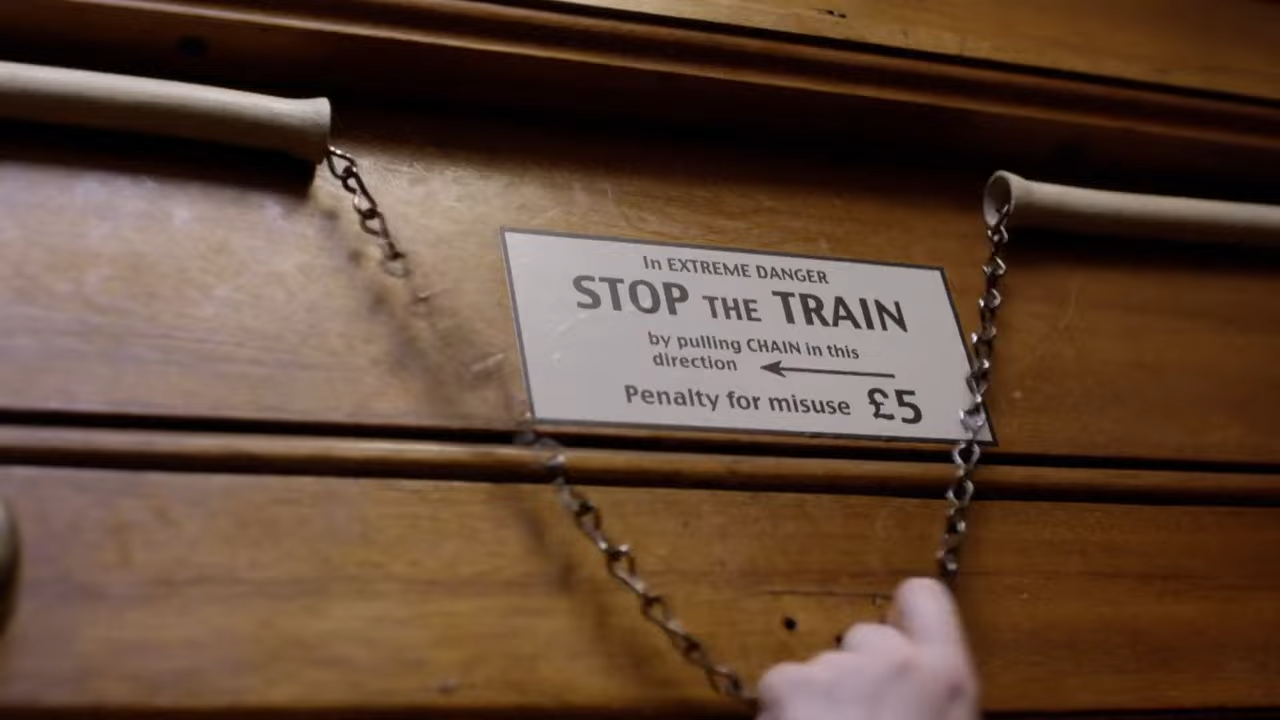 In EXTREME DANGER
STOP THE TRAIN
by pulling CHAIN in this
direction
Penalty for misuse £5